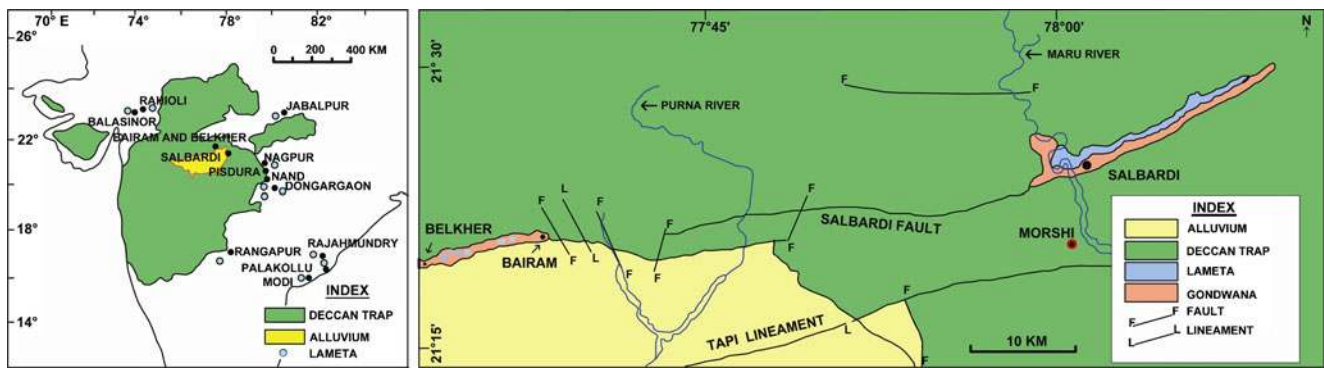 70° E 74° 78° 82°
26°
22°
18°
14°
0 200 400 KM
RAHIOLI
JABALPUR
BALASINOR
BAIRAM AND BELKHER
SALBARDI
NAGPUR
PISDURA
NAND
DONGARGAON
RANGAPUR
RAJAHMUNDRY
PALAKOLLU
MODI
INDEX
DECCAN TRAP
ALLUVIUM
LAMETA
77°45' 78°00'
N
21° 30'
21°15'
MARU RIVER
PURNA RIVER
F F
SALBARDI
SALBARDI FAULT
MORSHI
BELKHER
BAIRAM
F L F F
F L F F
F
F
F
L
F
F
TAPI LINEAMENT
10 KM
INDEX
ALLUVIUM
DECCAN TRAP
LAMETA
GONDWANA
F F FAULT
L L LINEAMENT